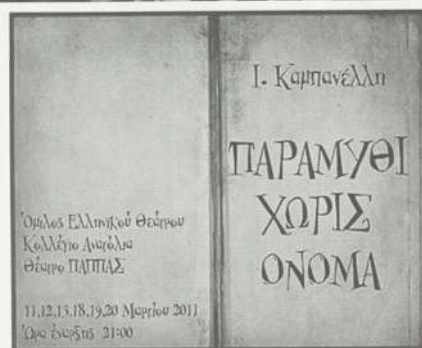 Όμιλος Ελληνικού Θεάτρου
Κολλέγιο Ανατόλια
Θέατρο ΠΑΠΠΑΣ
11,12,13,18,19,20 Μαρτίου 2011
Ώρα έναρξης 21:00
Ι. Καμπανέλλη
ΠΑΡΑΜΥΘΙ
ΧΩΡΙΣ
ΟΝΟΜΑ